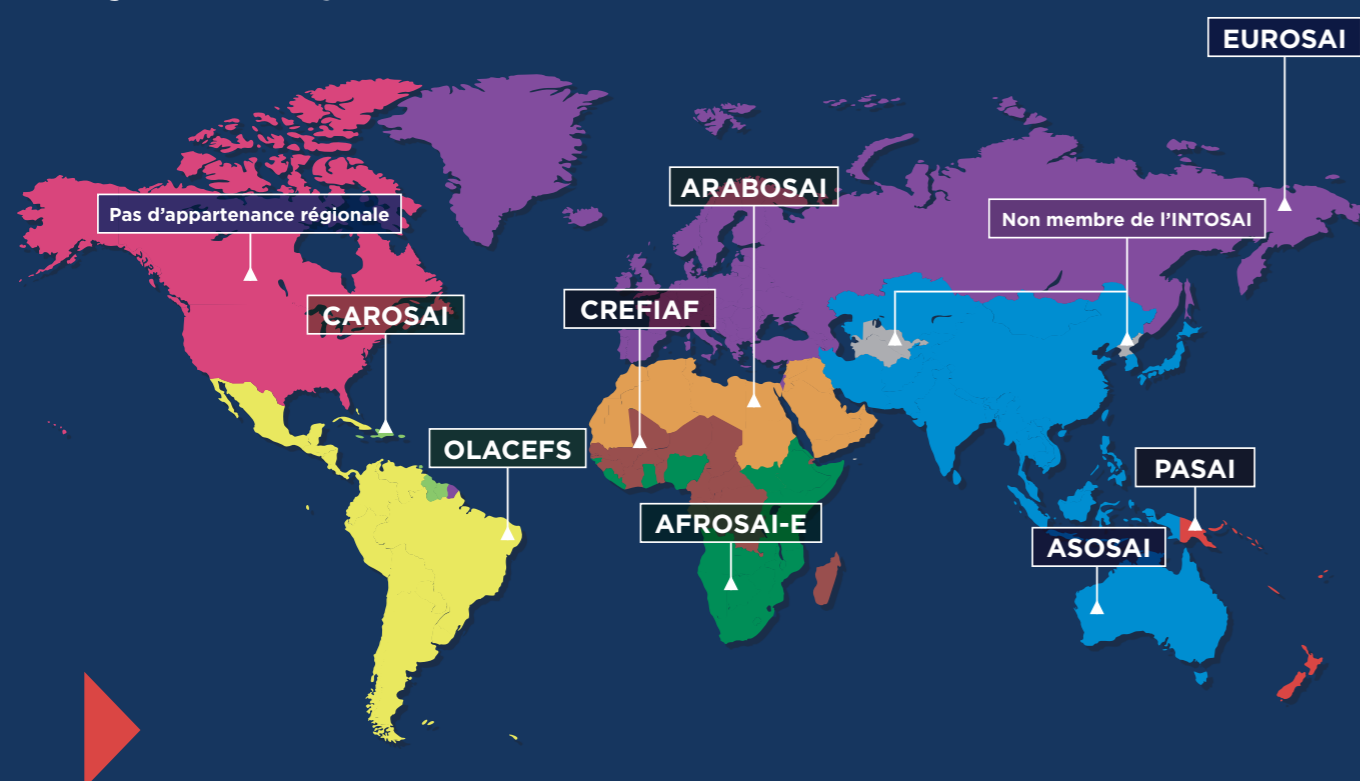 EUROSAI
ARABOSAI
Pas d'appartenance régionale
Non membre de l'INTOSAI
CAROSAI
CREFIAF
OLACEFS
PASAI
AFROSAI-E
ASOSAI